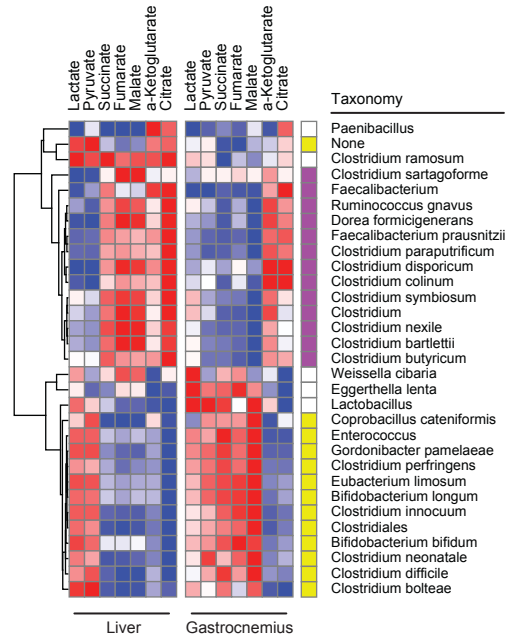 Lactate
Pyruvate
Succinate
Fumarate
Malate
a-Ketoglutarate
Citrate
Lactate
Pyruvate
Succinate
Fumarate
Malate
a-Ketoglutarate
Citrate
Taxonomy
Paenibacillus
None
Clostridium ramosum
Clostridium sartagoforme
Faecalibacterium
Ruminococcus gnavus
Dorea formicigenerans
Faecalibacterium prausnitzii
Clostridium paraputrificum
Clostridium disporicum
Clostridium colinum
Clostridium symbiosum
Clostridium
Clostridium nexile
Clostridium bartlettii
Clostridium butyricum
Weissella cibaria
Eggerthella lenta
Lactobacillus
Coprobacillus cateniformis
Enterococcus
Gordonibacter pamelaeae
Clostridium perfringens
Eubacterium limosum
Bifidobacterium longum
Clostridium innocuum
Clostridiales
Bifidobacterium bifidum
Clostridium neonatale
Clostridium difficile
Clostridium bolteae
Liver
Gastrocnemius